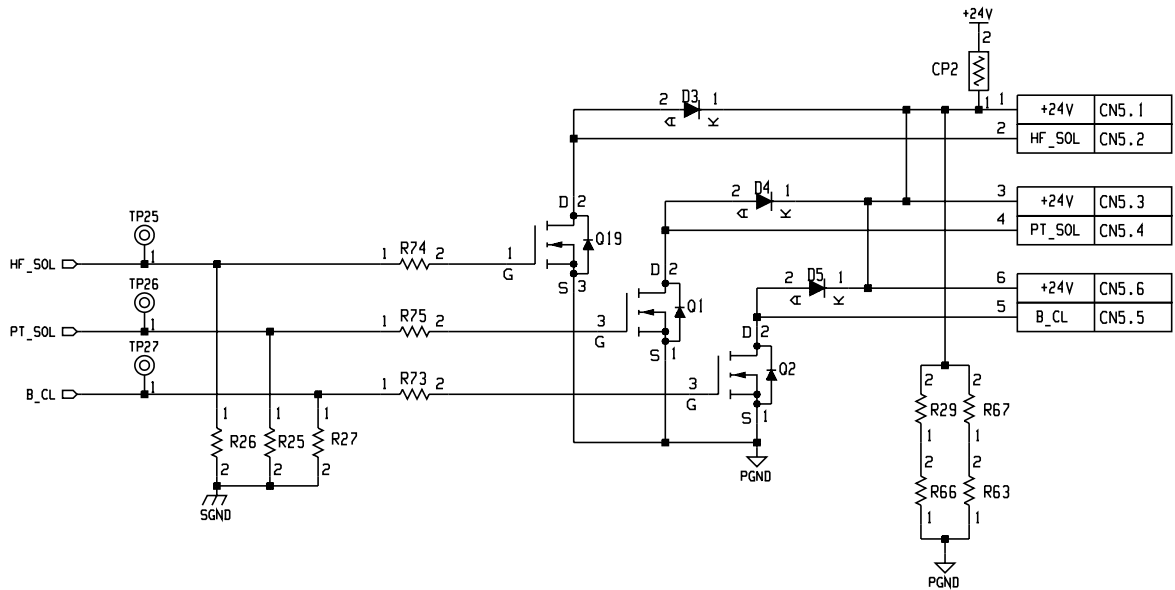 +24V
2
CP2
1
2 D3 1
A K
1 +24V CN5.1
2 HF_SOL CN5.2
2 D4 1
A K
3 +24V CN5.3
4 PT_SOL CN5.4
D 2
TP25
1
HF_SOL
1 R74 2
1
G
Q19
S 3
2 D5 1
A K
6 +24V CN5.6
5 B_CL CN5.5
D 2
TP26
1
PT_SOL
1 R75 2
3
G
Q1
S 1
D 2
TP27
1
B_CL
1 R73 2
3
G
Q2
S 1
1 1 1
R26 R25 R27
2 2 2
SGND
PGND
2 2
R29 R67
1 1
2 2
R66 R63
1 1
PGND